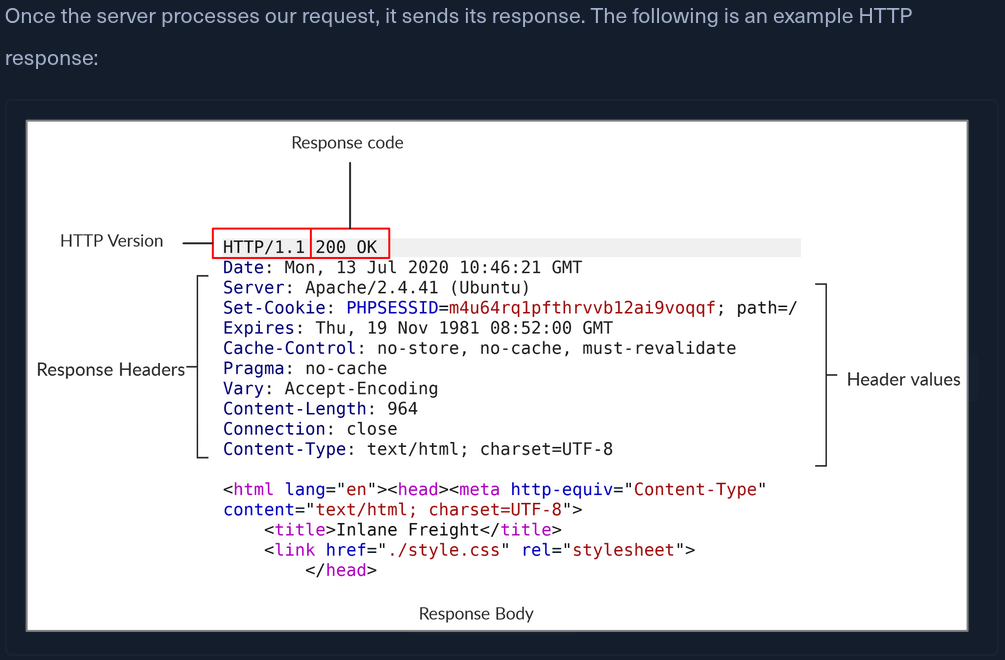 Once the server processes our request, it sends its response. The following is an example HTTP
response:
Response code
HTTP Version
HTTP/1.1 200 OK
Date: Mon, 13 Jul 2020 10:46:21 GMT
Server: Apache/2.4.41 (Ubuntu)
Set-Cookie: PHPSESSID=m4u64rq1pfthrvvb12ai9voqqf; path=/
Expires: Thu, 19 Nov 1981 08:52:00 GMT
Cache-Control: no-store, no-cache, must-revalidate
Response Headers
Pragma: no-cache
Header values
Vary: Accept-Encoding
Content-Length: 964
Connection: close
Content-Type: text/html; charset=UTF-8
<html lang="en"><head><meta http-equiv="Content-Type"
content="text/html; charset=UTF-8">
<title>Inlane Freight</title>
<link href="./style.css" rel="stylesheet">
</head>
Response Body